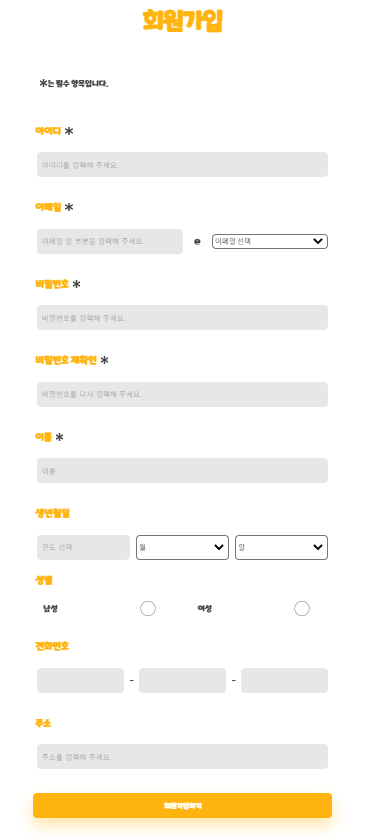 회원가입
*는 필수 항목입니다.
아이디 *
아이디를 입력해 주세요.
이메일 *
이메일 앞 부분을 입력해 주세요. @ 이메일 선택
비밀번호 *
비밀번호를 입력해 주세요.
비밀번호 재확인 *
비밀번호를 다시 입력해 주세요.
이름 *
이름
생년월일
연도 선택 월 일
성별
남성 여성
전화번호
- -
주소
주소를 입력해 주세요.
회원가입하기